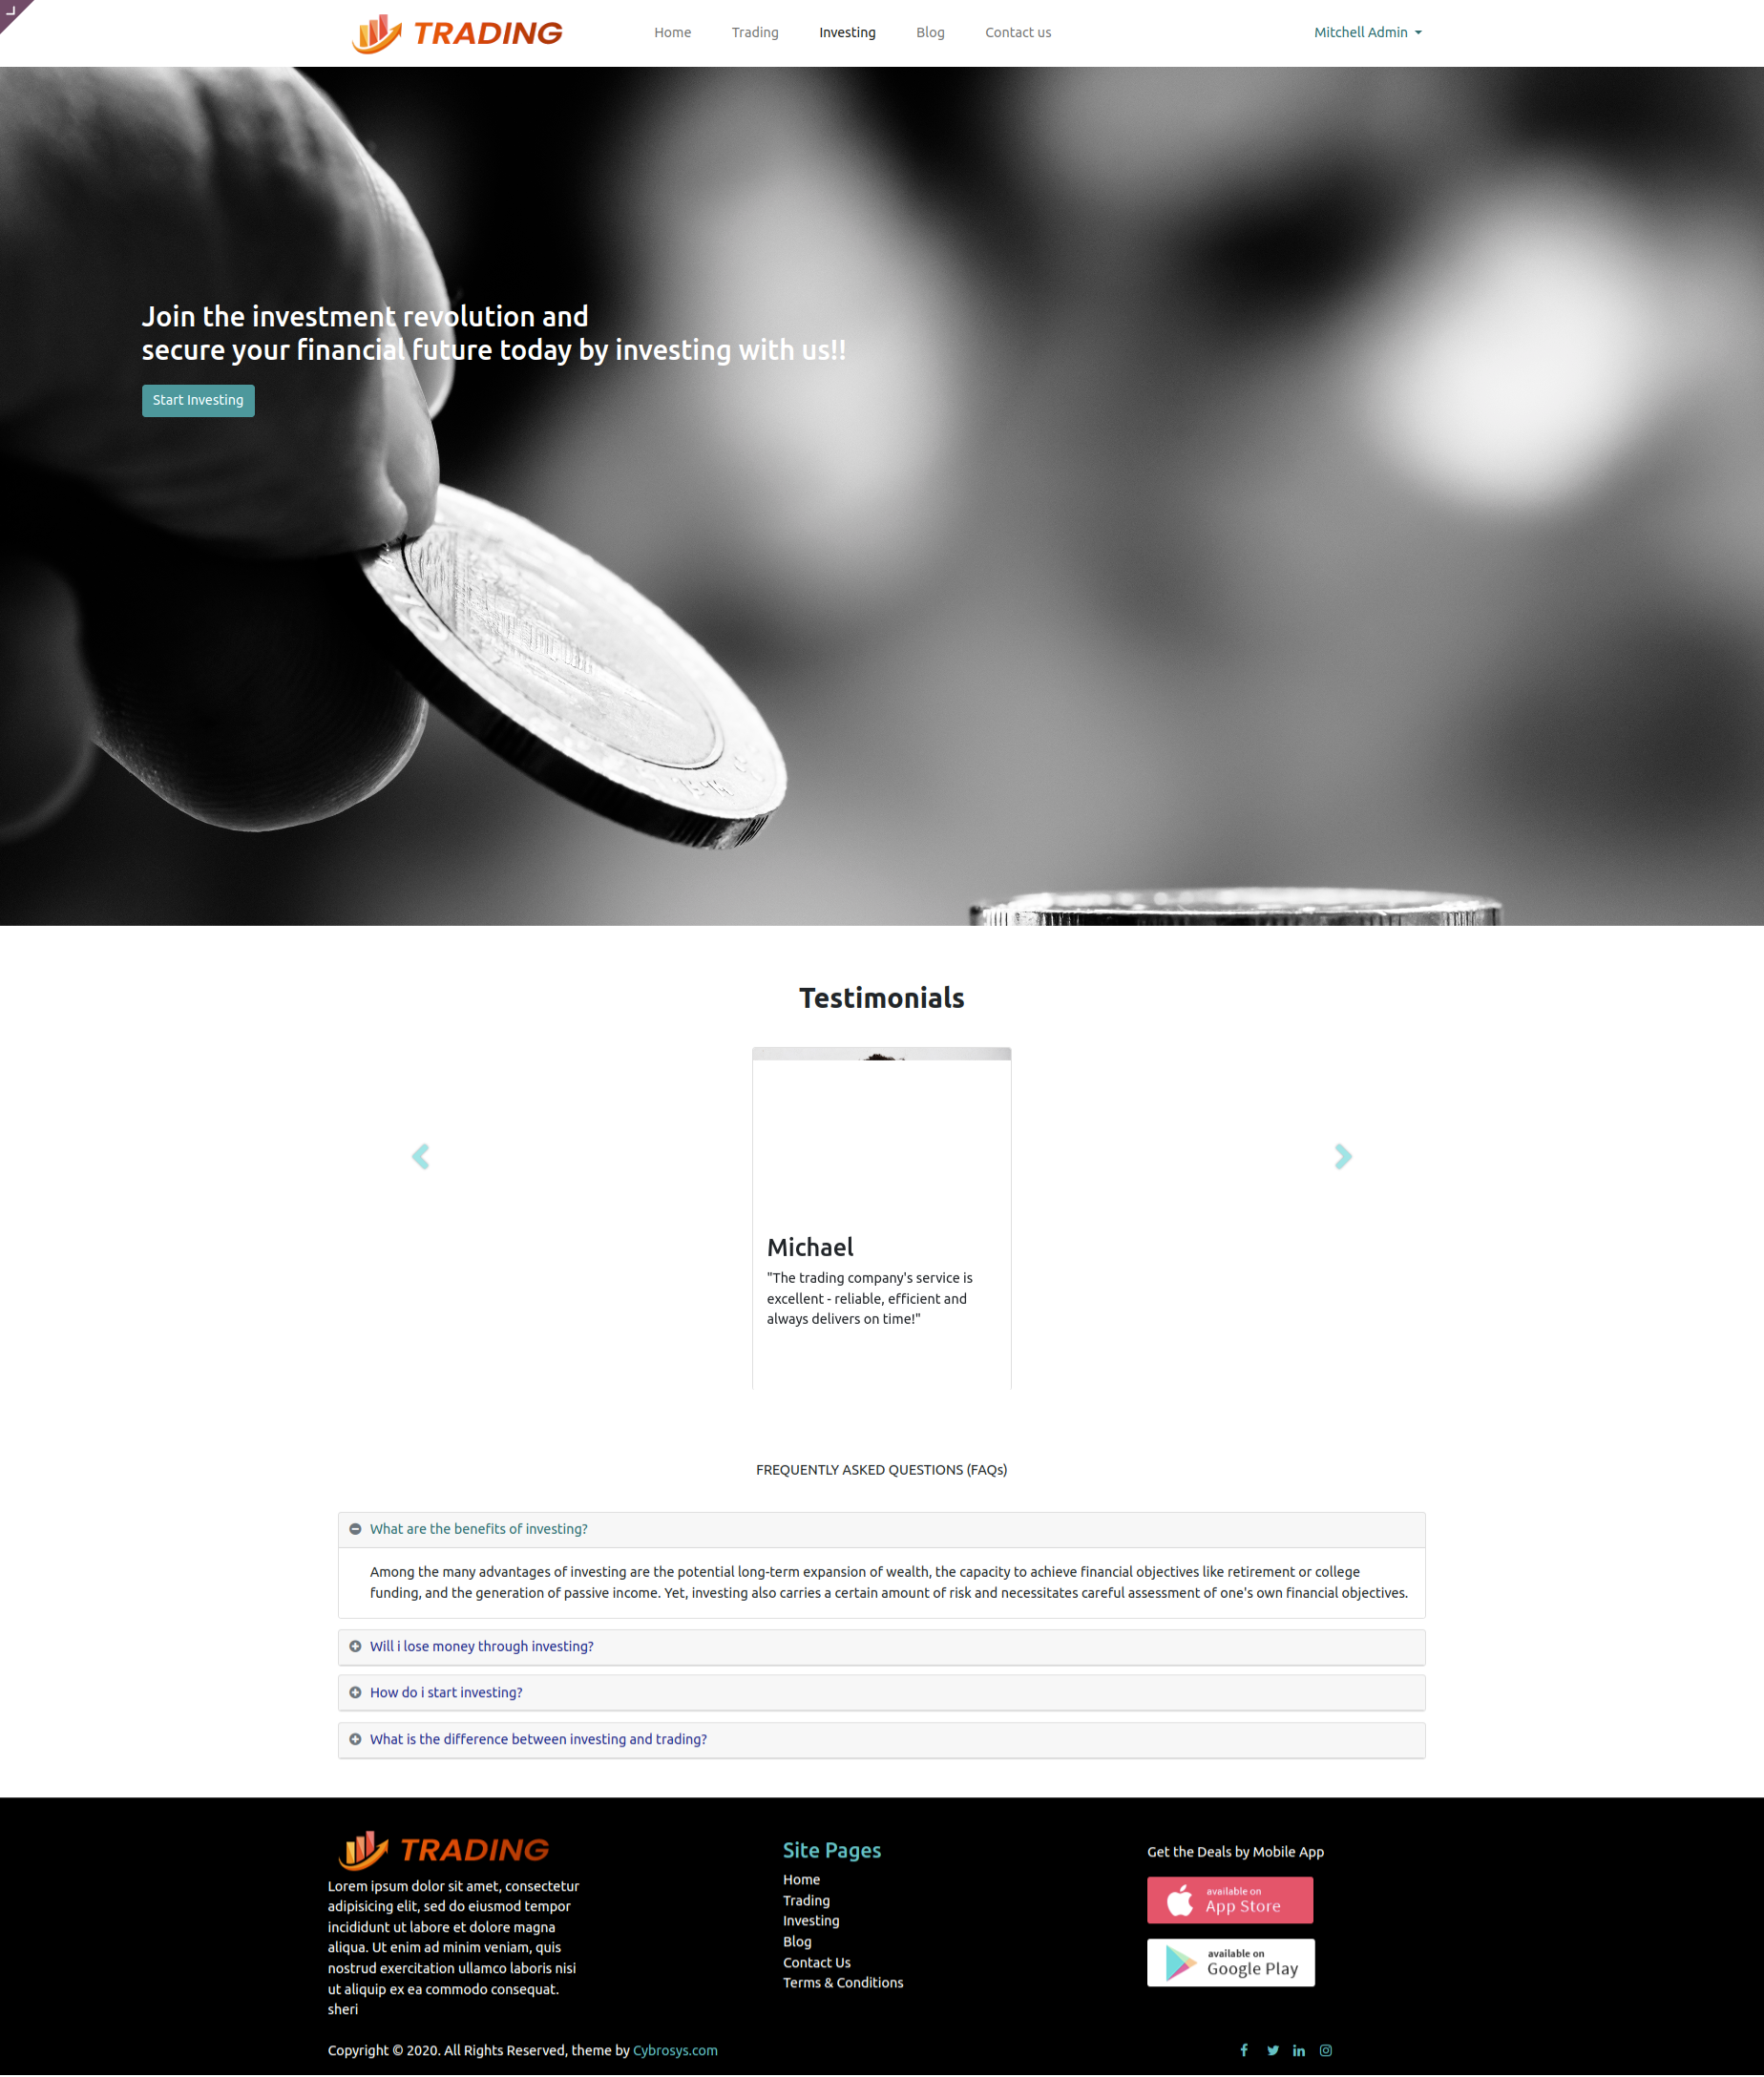 TRADING
Home
Trading
Investing
Blog
Contact us
Mitchell Admin
Join the investment revolution and
secure your financial future today by investing with us!!
Start Investing
10
Testimonials
Michael
"The trading company's service is
excellent - reliable, efficient and
always delivers on time!"
FREQUENTLY ASKED QUESTIONS (FAQs)
What are the benefits of investing?
Among the many advantages of investing are the potential long-term expansion of wealth, the capacity to achieve financial objectives like retirement or college
funding, and the generation of passive income. Yet, investing also carries a certain amount of risk and necessitates careful assessment of one's own financial objectives.
Will i lose money through investing?
How do i start investing?
What is the difference between investing and trading?
TRADING
Lorem ipsum dolor sit amet, consectetur
adipisicing elit, sed do eiusmod tempor
incididunt ut labore et dolore magna
aliqua. Ut enim ad minim veniam, quis
nostrud exercitation ullamco laboris nisi
ut aliquip ex ea commodo consequat.
sheri
Site Pages
Home
Trading
Investing
Blog
Contact Us
Terms & Conditions
Get the Deals by Mobile App
available on
App Store
available on
Google Play
Copyright © 2020. All Rights Reserved, theme by Cybrosys.com